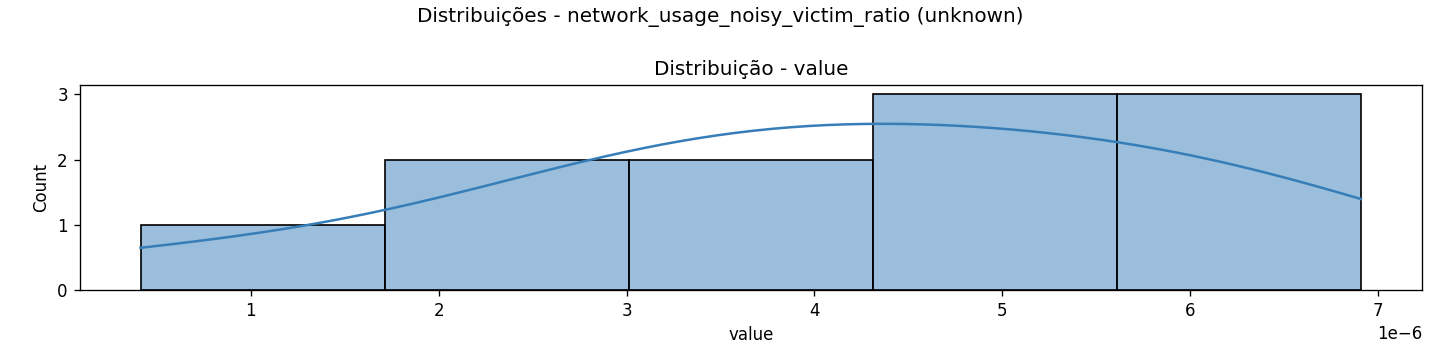 Distribuições - network_usage_noisy_victim_ratio (unknown)
Distribuição - value
Count
3
2
1
0
1 2 3 4 5 6 7
1e−6
value